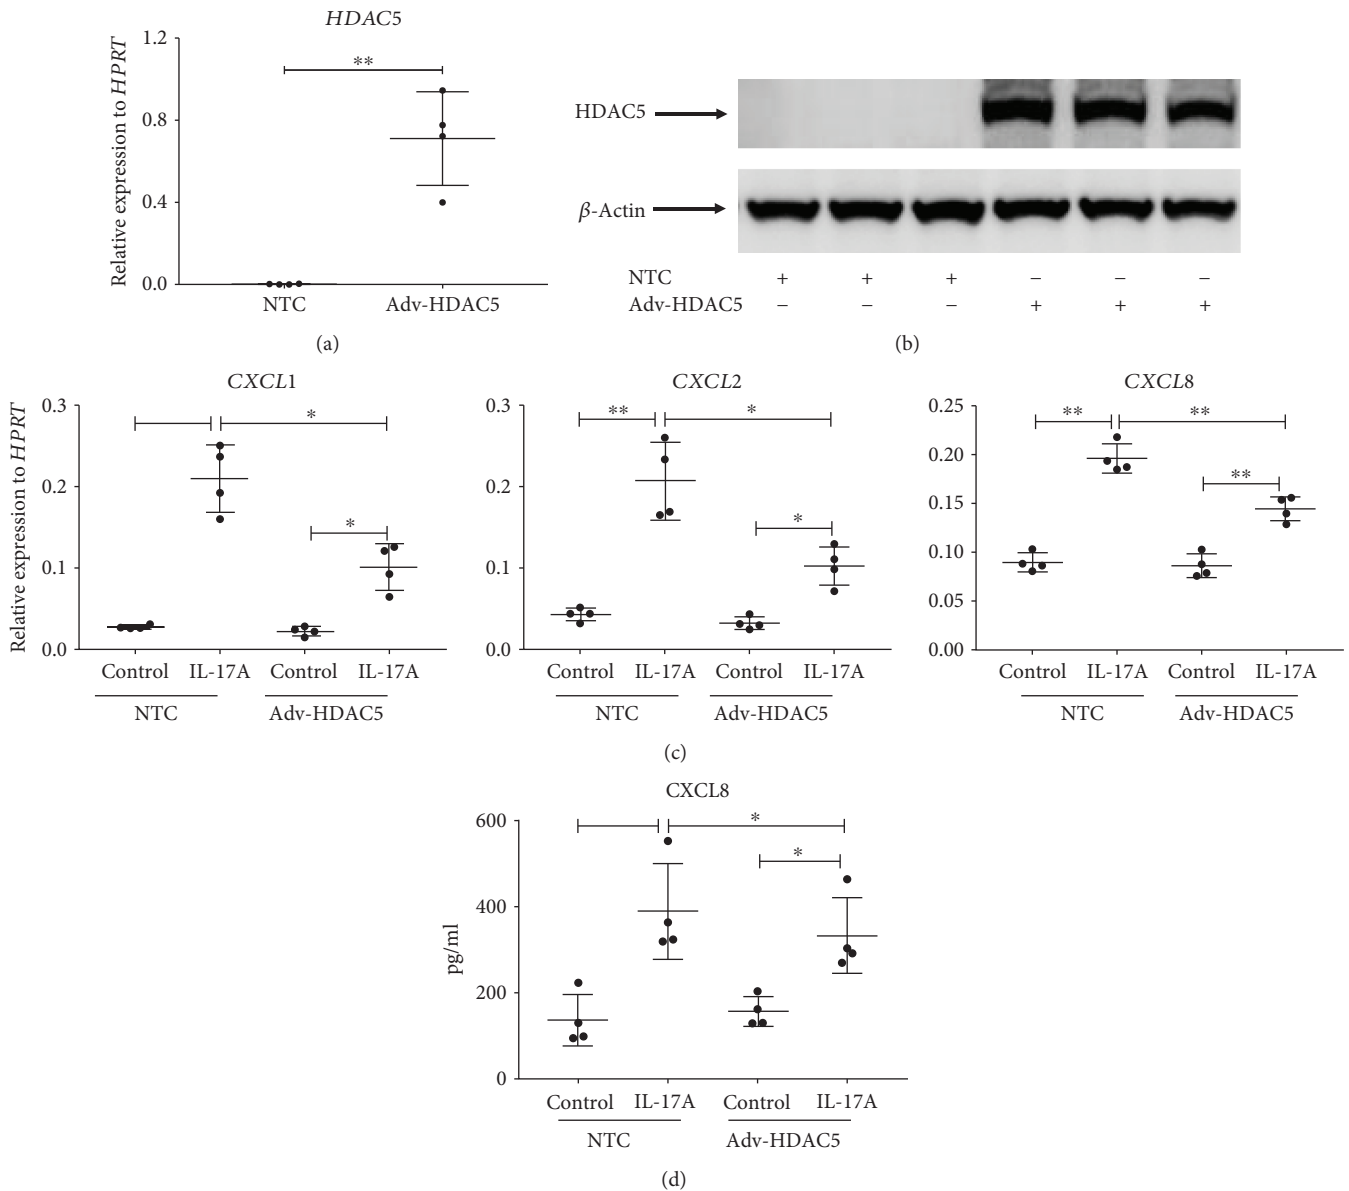 HDAC5
Relative expression to HPRT
1.2
0.8
0.4
0.0
**
NTC Adv-HDAC5
(a)
HDAC5
β-Actin
NTC + + + − − −
Adv-HDAC5 − − − + + +
(b)
CXCL1
Relative expression to HPRT
0.3
0.2
0.1
0.0
*
*
Control IL-17A Control IL-17A
NTC Adv-HDAC5
CXCL2
0.3
0.2
0.1
0.0
** *
*
Control IL-17A Control IL-17A
NTC Adv-HDAC5
CXCL8
0.25
0.20
0.15
0.10
0.05
0.00
** **
**
Control IL-17A Control IL-17A
NTC Adv-HDAC5
(c)
CXCL8
pg/ml
600
400
200
0
*
*
Control IL-17A Control IL-17A
NTC Adv-HDAC5
(d)